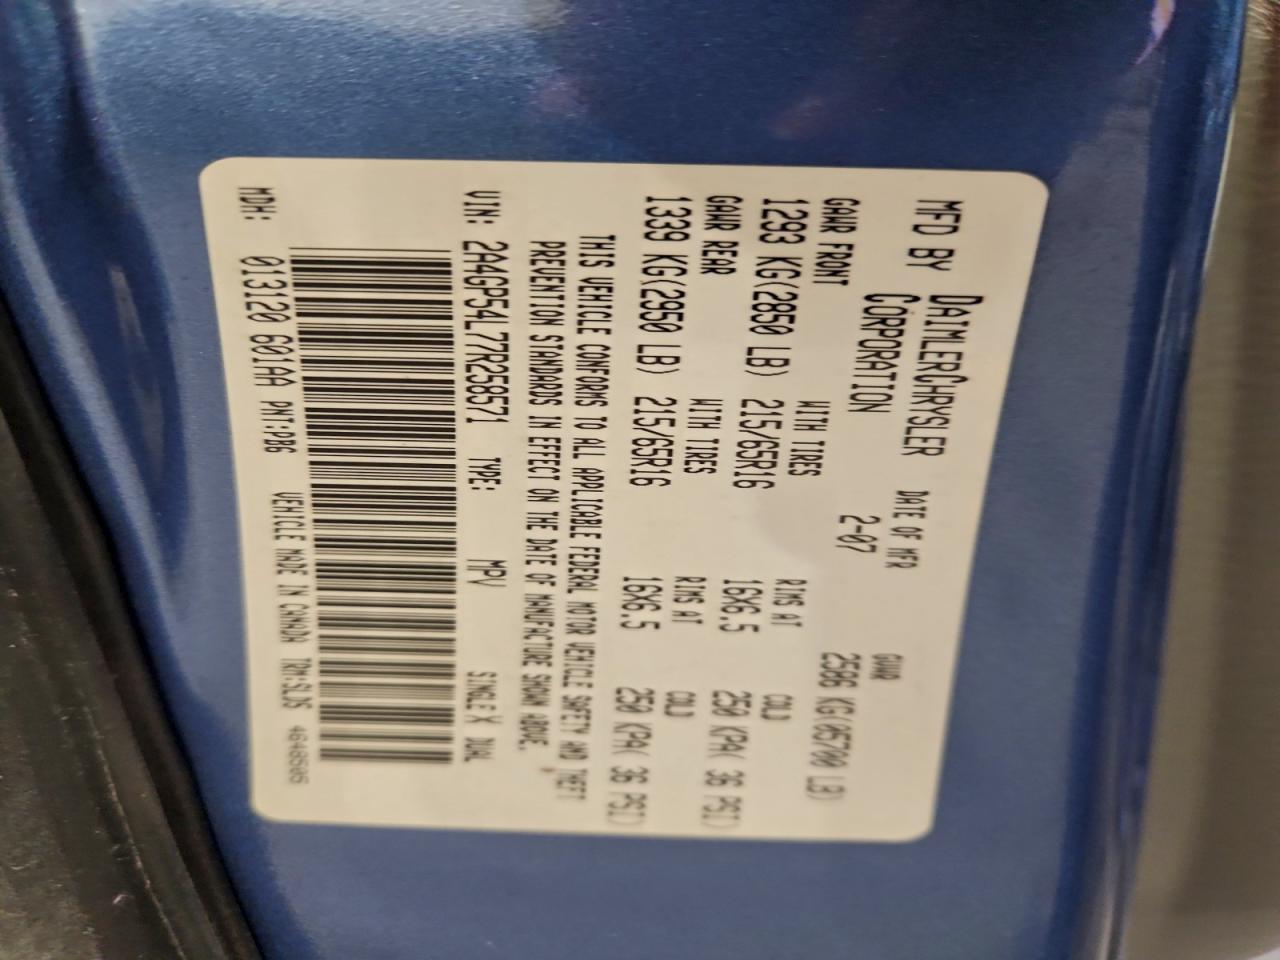 MFD BY DAIMLERCHRYSLER CORPORATION DATE OF MFR 2-07 GVWR 2586 KG(05700 LB)
GAWR FRONT WITH TIRES RIMS AT COLD
1293 KG(2850 LB) 215/65R16 16X6.5 250 KPA( 36 PSI)
GAWR REAR WITH TIRES RIMS AT COLD
1339 KG(2950 LB) 215/65R16 16X6.5 250 KPA( 36 PSI)
THIS VEHICLE CONFORMS TO ALL APPLICABLE FEDERAL MOTOR VEHICLE SAFETY AND THEFT
PREVENTION STANDARDS IN EFFECT ON THE DATE OF MANUFACTURE SHOWN ABOVE.
VIN: 2A4GP54L77R258571 TYPE: MPV SINGLE X DUAL
MDH: 013120 601AA PNT:PB6 VEHICLE MADE IN CANADA TRM:SLJS